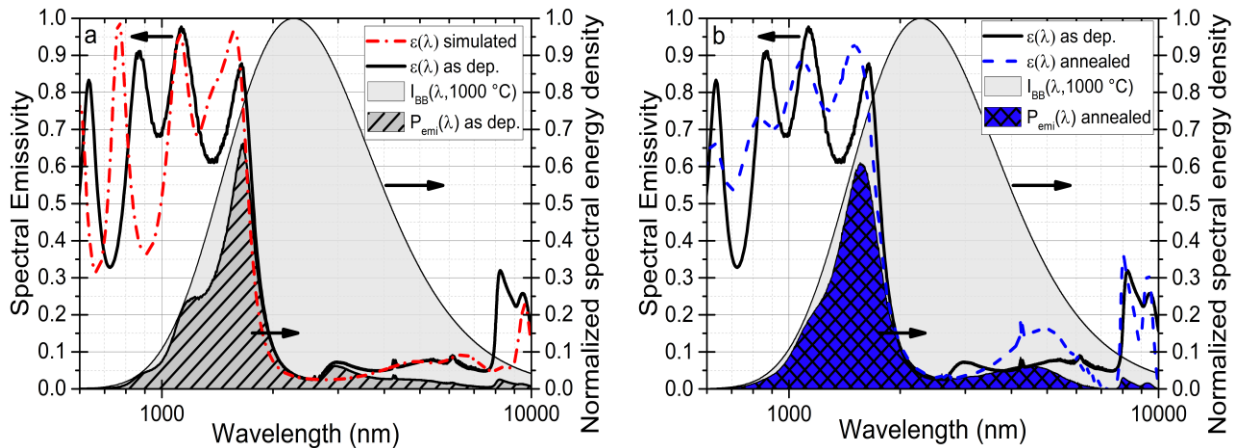 a
ε(λ) simulated
ε(λ) as dep.
I_BB(λ,1000 °C)
P_emi(λ) as dep.
Spectral Emissivity
1.0
0.9
0.8
0.7
0.6
0.5
0.4
0.3
0.2
0.1
0.0
1.0
0.9
0.8
0.7
0.6
0.5
0.4
0.3
0.2
0.1
0.0
Normalized spectral energy density
1000 10000
Wavelength (nm)
b
ε(λ) as dep.
ε(λ) annealed
I_BB(λ,1000 °C)
P_emi(λ) annealed
Spectral Emissivity
1.0
0.9
0.8
0.7
0.6
0.5
0.4
0.3
0.2
0.1
0.0
1.0
0.9
0.8
0.7
0.6
0.5
0.4
0.3
0.2
0.1
0.0
Normalized spectral energy density
1000 10000
Wavelength (nm)